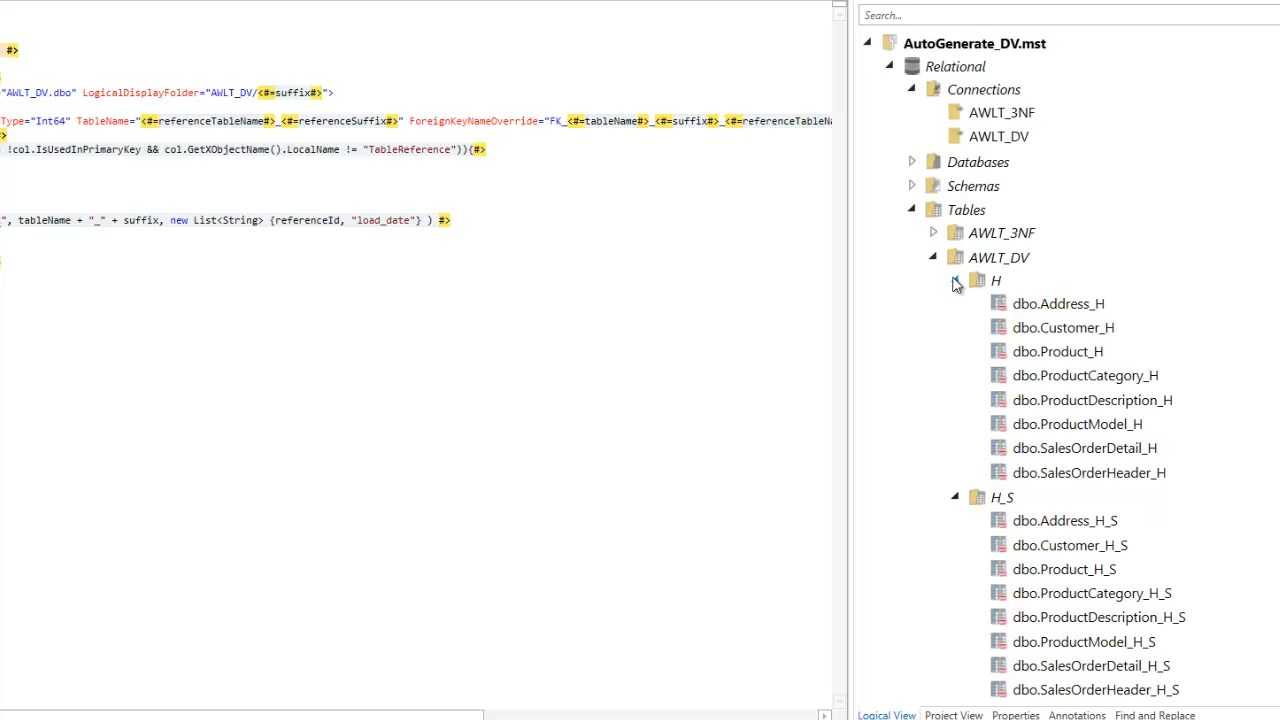 #>
="AWLT_DV.dbo" LogicalDisplayFolder="AWLT_DV/<#=suffix#>">
Type="Int64" TableName="<#=referenceTableName#>_<#=referenceSuffix#>" ForeignKeyNameOverride="FK_<#=tableName#>_<#=suffix#>_<#=referenceTableNa
#>
!col.IsUsedInPrimaryKey && col.GetXObjectName().LocalName != "TableReference")){#>
", tableName + "_" + suffix, new List<String> {referenceId, "load_date"} ) #>
Search...
AutoGenerate_DV.mst
Relational
Connections
AWLT_3NF
AWLT_DV
Databases
Schemas
Tables
AWLT_3NF
AWLT_DV
H
dbo.Address_H
dbo.Customer_H
dbo.Product_H
dbo.ProductCategory_H
dbo.ProductDescription_H
dbo.ProductModel_H
dbo.SalesOrderDetail_H
dbo.SalesOrderHeader_H
H_S
dbo.Address_H_S
dbo.Customer_H_S
dbo.Product_H_S
dbo.ProductCategory_H_S
dbo.ProductDescription_H_S
dbo.ProductModel_H_S
dbo.SalesOrderDetail_H_S
dbo.SalesOrderHeader_H_S
Logical View Project View Properties Annotations Find and Replace